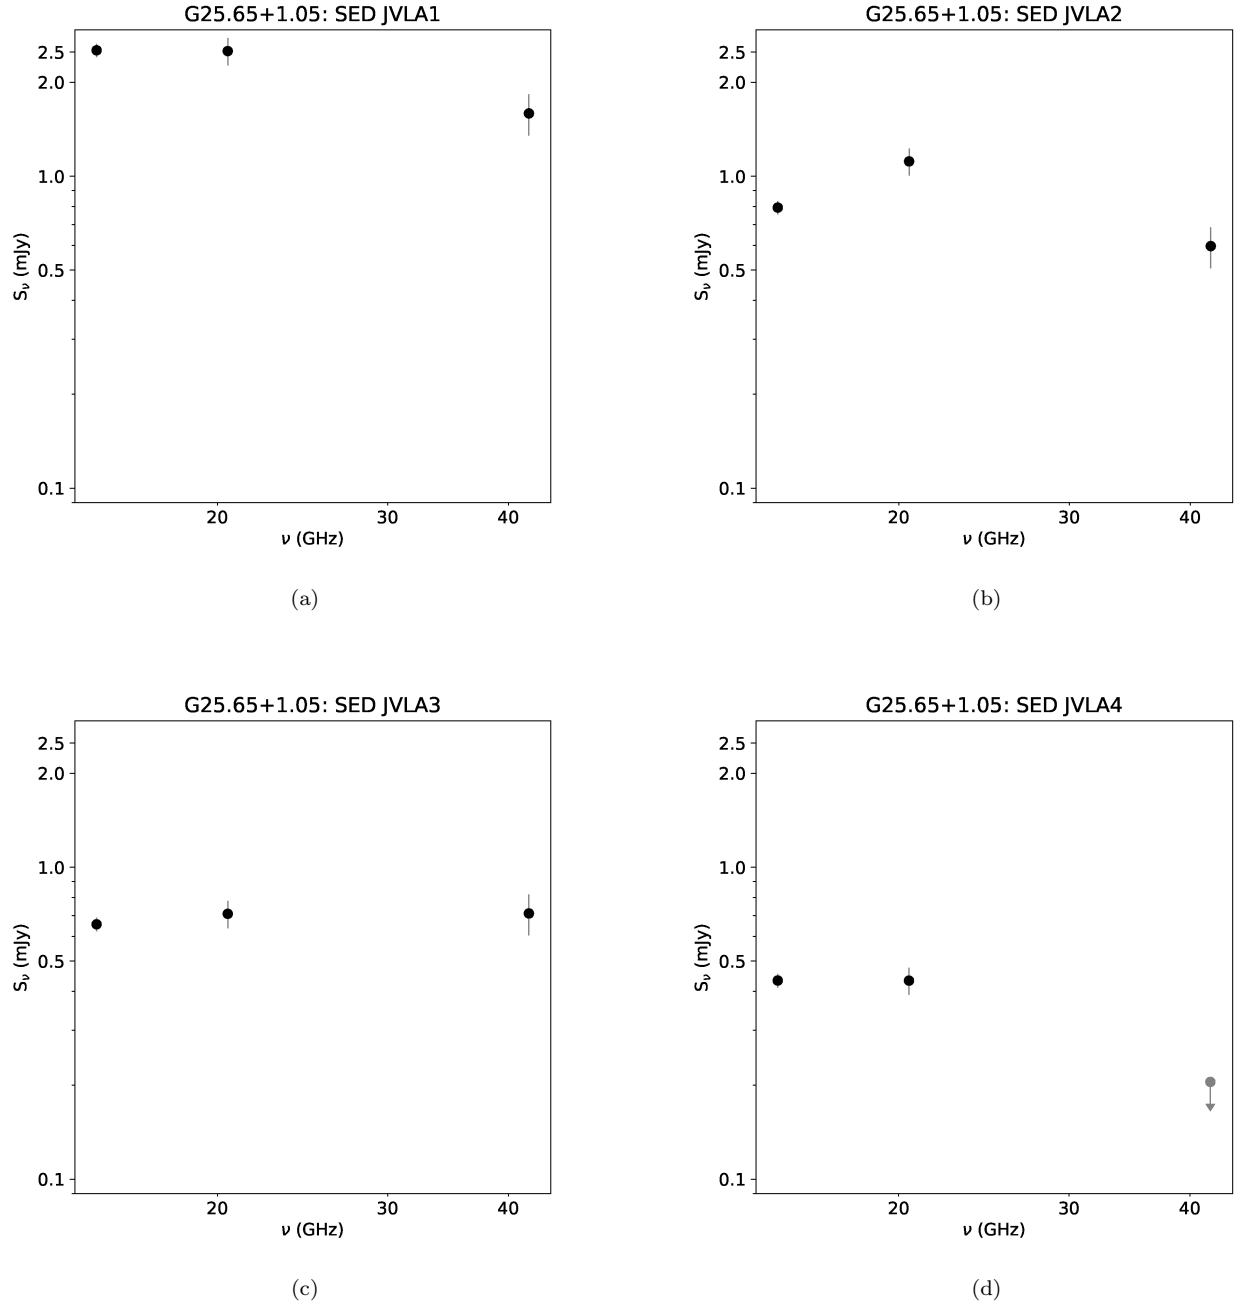 G25.65+1.05: SED JVLA1
2.5
2.0
1.0
0.5
0.1
Sν (mJy)
20 30 40
ν (GHz)
(a)
G25.65+1.05: SED JVLA2
2.5
2.0
1.0
0.5
0.1
Sν (mJy)
20 30 40
ν (GHz)
(b)
G25.65+1.05: SED JVLA3
2.5
2.0
1.0
0.5
0.1
Sν (mJy)
20 30 40
ν (GHz)
(c)
G25.65+1.05: SED JVLA4
2.5
2.0
1.0
0.5
0.1
Sν (mJy)
20 30 40
ν (GHz)
(d)